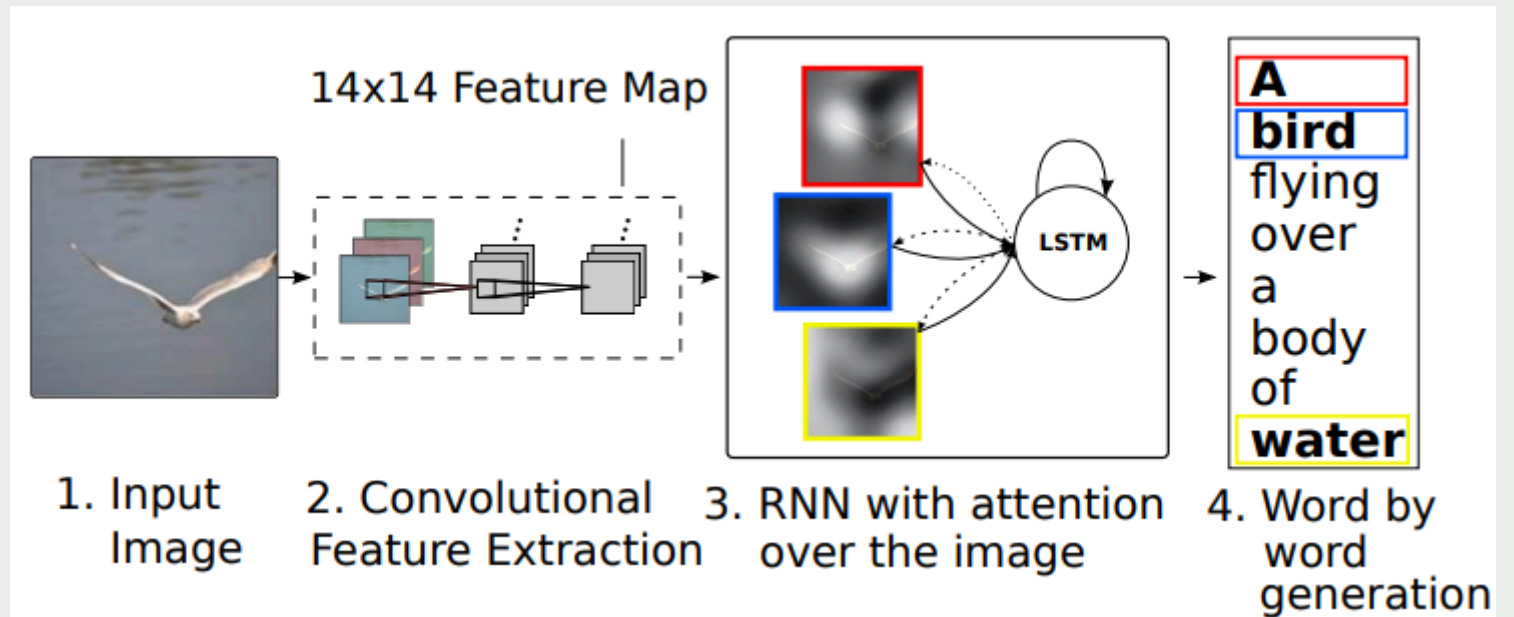 14x14 Feature Map
LSTM
A
bird
flying
over
a
body
of
water
1. Input
Image
2. Convolutional
Feature Extraction
3. RNN with attention
over the image
4. Word by
word
generation